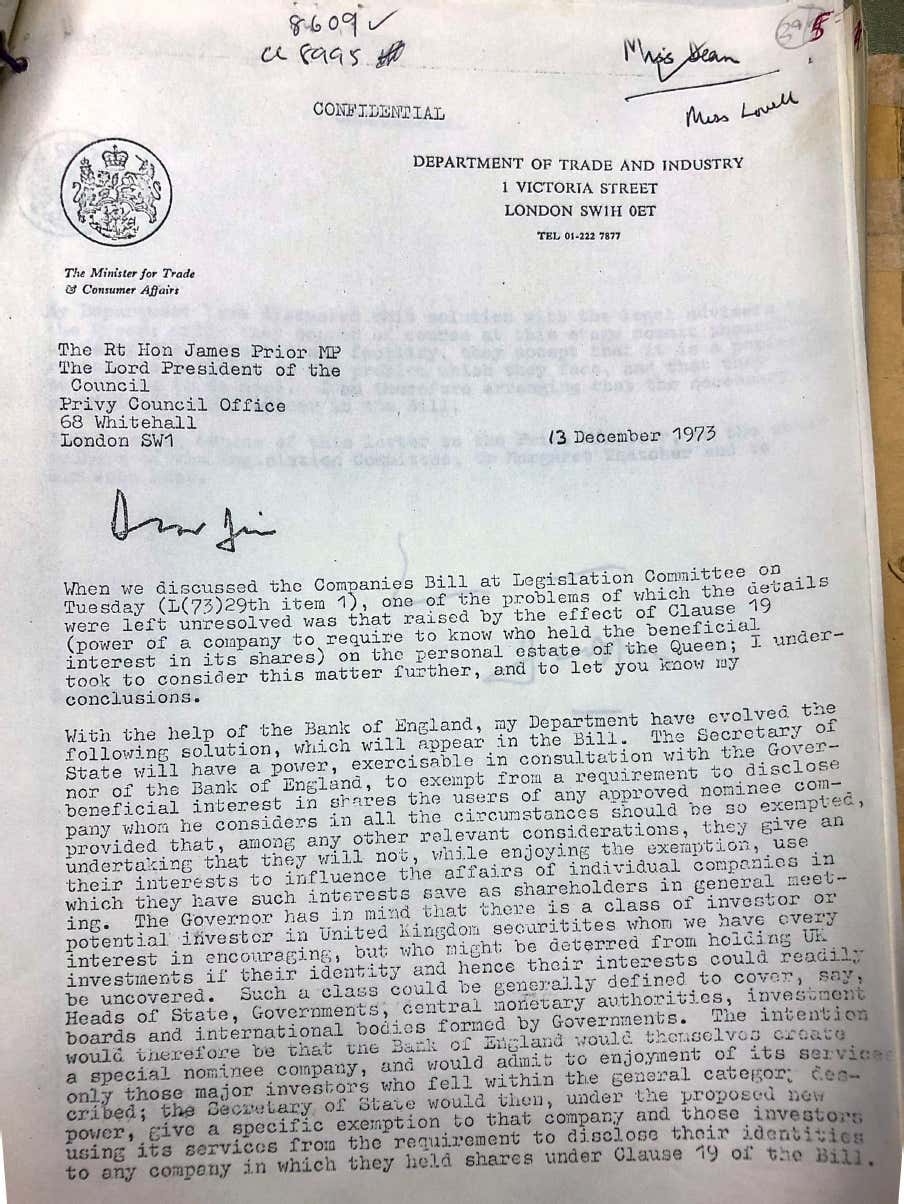 8609 ✓
Miss Dean
Miss Lovell
CONFIDENTIAL
DEPARTMENT OF TRADE AND INDUSTRY
1 VICTORIA STREET
LONDON SW1H 0ET
TEL 01-222 7877
The Minister for Trade
& Consumer Affairs
The Rt Hon James Prior MP
The Lord President of the
Council
Privy Council Office
68 Whitehall
London SW1
13 December 1973
Dear Jim
When we discussed the Companies Bill at Legislation Committee on
Tuesday (L(73)29th item 1), one of the problems of which the details
were left unresolved was that raised by the effect of Clause 19
(power of a company to require to know who held the beneficial
interest in its shares) on the personal estate of the Queen; I under-
took to consider this matter further, and to let you know my
conclusions.
With the help of the Bank of England, my Department have evolved the
following solution, which will appear in the Bill. The Secretary of
State will have a power, exercisable in consultation with the Gover-
nor of the Bank of England, to exempt from a requirement to disclose
beneficial interest in shares the users of any approved nominee com-
pany whom he considers in all the circumstances should be so exempted,
provided that, among any other relevant considerations, they give an
undertaking that they will not, while enjoying the exemption, use
their interests to influence the affairs of individual companies in
which they have such interests save as shareholders in general meet-
ing. The Governor has in mind that there is a class of investor or
potential investor in United Kingdom securitites whom we have every
interest in encouraging, but who might be deterred from holding UK
investments if their identity and hence their interests could readily
be uncovered. Such a class could be generally defined to cover, say,
Heads of State, Governments, central monetary authorities, investment
boards and international bodies formed by Governments. The intention
would therefore be that the Bank of England would themselves create
a special nominee company, and would admit to enjoyment of its services
only those major investors who fell within the general category des-
cribed; the Secretary of State would then, under the proposed new
power, give a specific exemption to that company and those investors
using its services from the requirement to disclose their identities
to any company in which they held shares under Clause 19 of the Bill.